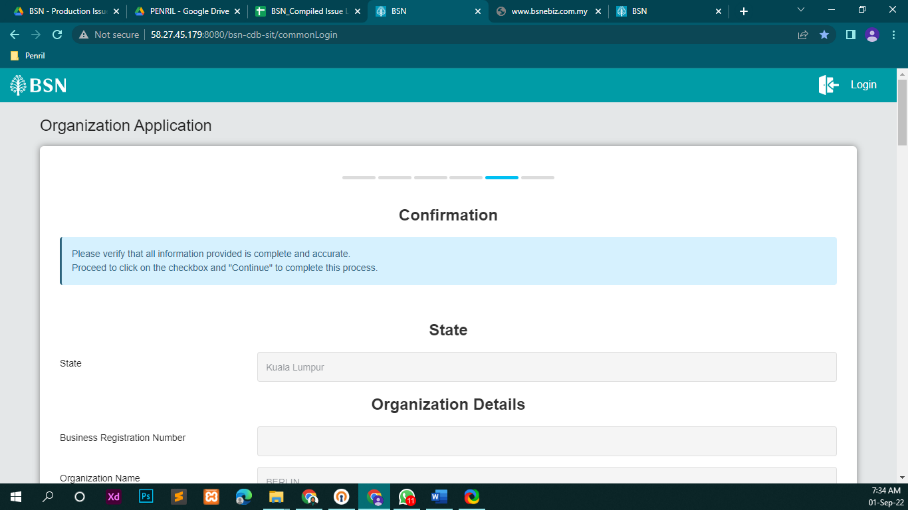 BSN - Production Issu
PENRIL - Google Drive
BSN_Compiled Issue L
BSN
www.bsnebiz.com.my
BSN
Not secure
58.27.45.179:8080/bsn-cdb-sit/commonLogin
Penril
BSN
Login
Organization Application
Confirmation
Please verify that all information provided is complete and accurate.
Proceed to click on the checkbox and "Continue" to complete this process.
State
State
Kuala Lumpur
Organization Details
Business Registration Number
Organization Name
BERLIN
Xd
Ps
11
7:34 AM
01-Sep-22